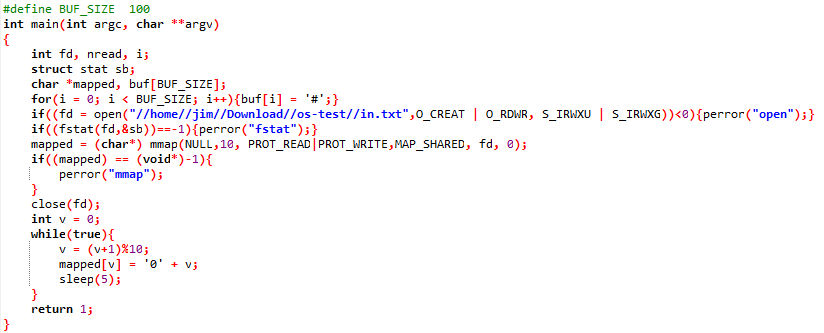 #define BUF_SIZE  100
int main(int argc, char **argv)
{
    int fd, nread, i;
    struct stat sb;
    char *mapped, buf[BUF_SIZE];
    for(i = 0; i < BUF_SIZE; i++){buf[i] = '#';}
    if((fd = open("//home//jim//Download//os-test//in.txt",O_CREAT | O_RDWR, S_IRWXU | S_IRWXG))<0){perror("open");}
    if((fstat(fd,&sb))==-1){perror("fstat");}
    mapped = (char*) mmap(NULL,10, PROT_READ|PROT_WRITE,MAP_SHARED, fd, 0);
    if((mapped) == (void*)-1){
        perror("mmap");
    }
    close(fd);
    int v = 0;
    while(true){
        v = (v+1)%10;
        mapped[v] = '0' + v;
        sleep(5);
    }
    return 1;
}